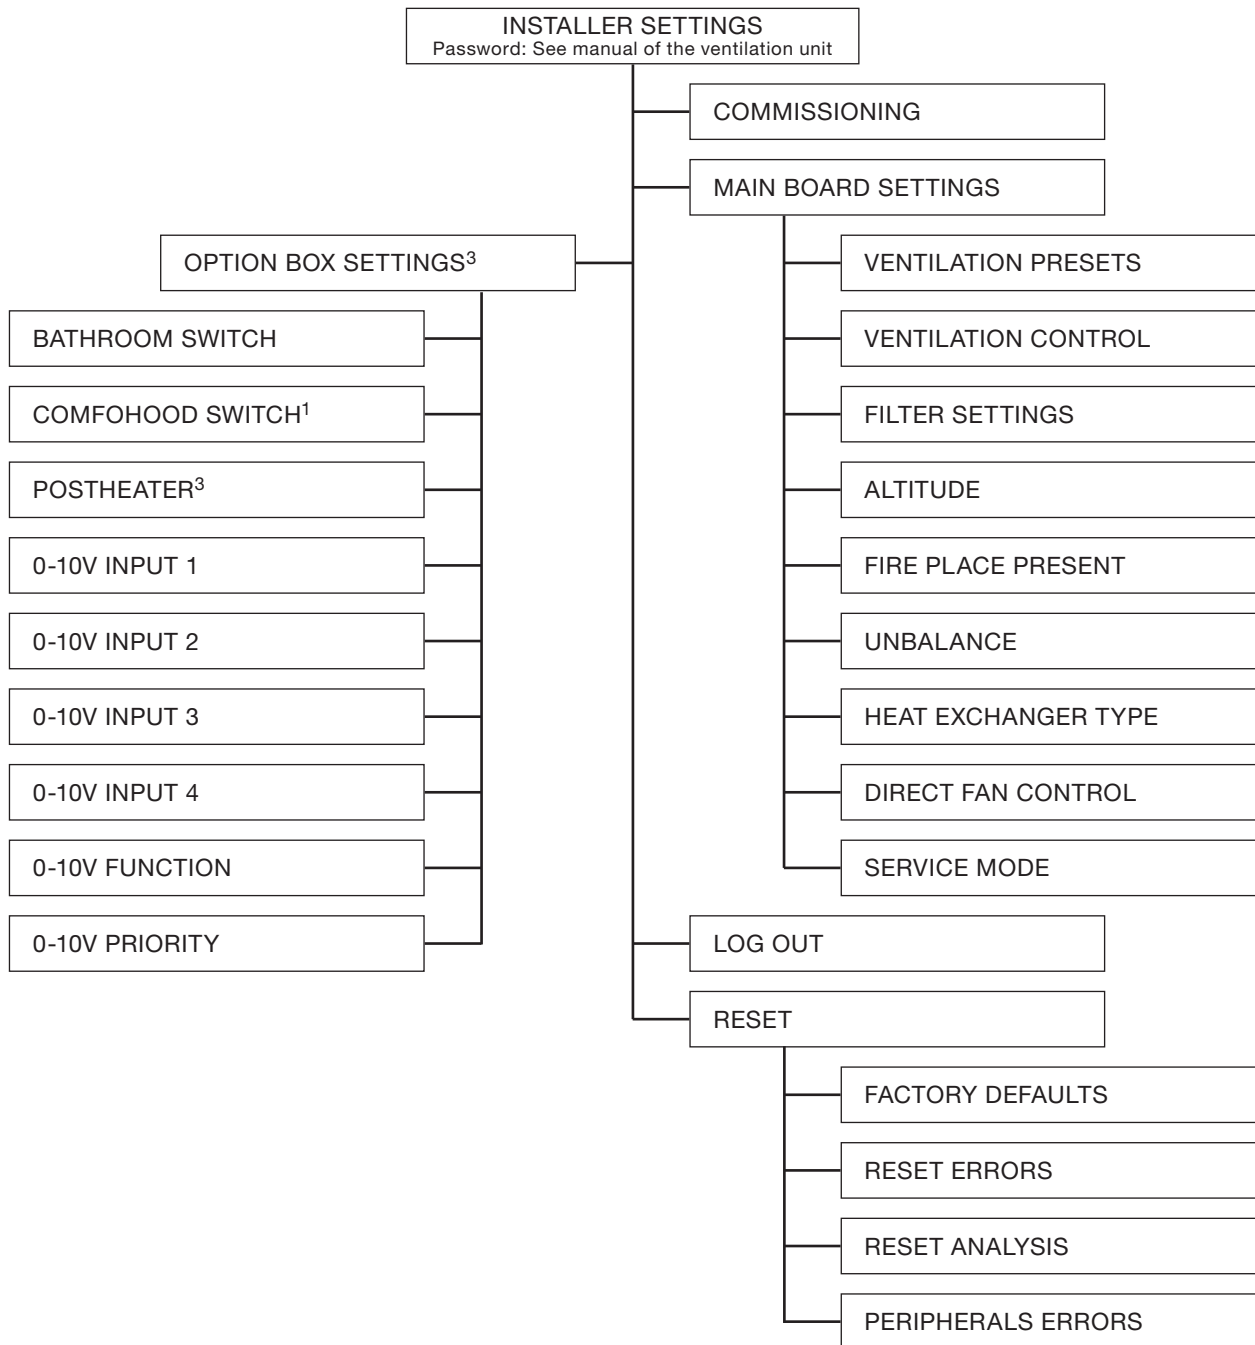 INSTALLER SETTINGS
Password: See manual of the ventilation unit
COMMISSIONING
MAIN BOARD SETTINGS
VENTILATION PRESETS
VENTILATION CONTROL
FILTER SETTINGS
ALTITUDE
FIRE PLACE PRESENT
UNBALANCE
HEAT EXCHANGER TYPE
DIRECT FAN CONTROL
SERVICE MODE
OPTION BOX SETTINGS³
BATHROOM SWITCH
COMFOHOOD SWITCH¹
POSTHEATER³
0-10V INPUT 1
0-10V INPUT 2
0-10V INPUT 3
0-10V INPUT 4
0-10V FUNCTION
0-10V PRIORITY
LOG OUT
RESET
FACTORY DEFAULTS
RESET ERRORS
RESET ANALYSIS
PERIPHERALS ERRORS